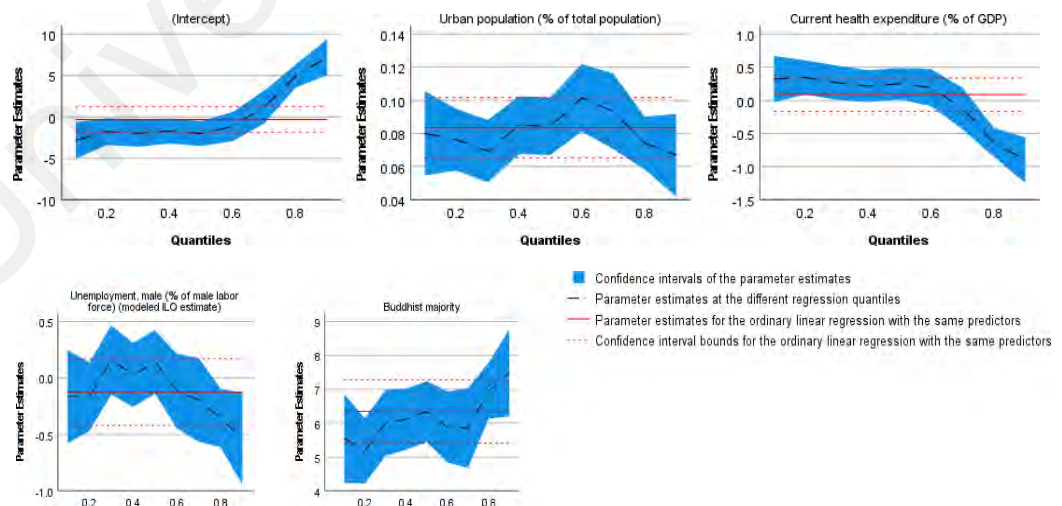 Univer
(Intercept)
Parameter Estimates
10
5
0
-5
-10
0.2 0.4 0.6 0.8
Quantiles
Urban population (% of total population)
Parameter Estimates
0.14
0.12
0.10
0.08
0.06
0.04
0.2 0.4 0.6 0.8
Quantiles
Current health expenditure (% of GDP)
Parameter Estimates
1.0
0.5
0.0
-0.5
-1.0
-1.5
0.2 0.4 0.6 0.8
Quantiles
Unemployment, male (% of male labor
force) (modeled ILO estimate)
Parameter Estimates
0.5
0.0
-0.5
-1.0
0.2 0.4 0.6 0.8
Buddhist majority
Parameter Estimates
9
8
7
6
5
4
0.2 0.4 0.6 0.8
Confidence intervals of the parameter estimates
Parameter estimates at the different regression quantiles
Parameter estimates for the ordinary linear regression with the same predictors
Confidence interval bounds for the ordinary linear regression with the same predictors